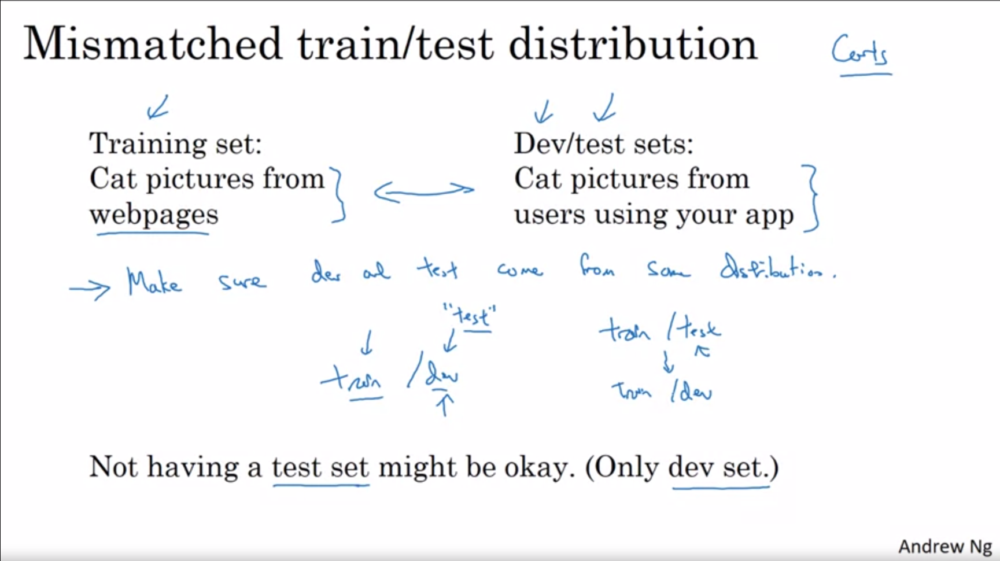 Mismatched train/test distribution
Training set:
Cat pictures from
webpages
Dev/test sets:
Cat pictures from
users using your app
→ Make sure dev and test come from same distribution.
"test"
train / dev
train / test
train / dev
Not having a test set might be okay. (Only dev set.)
Andrew Ng